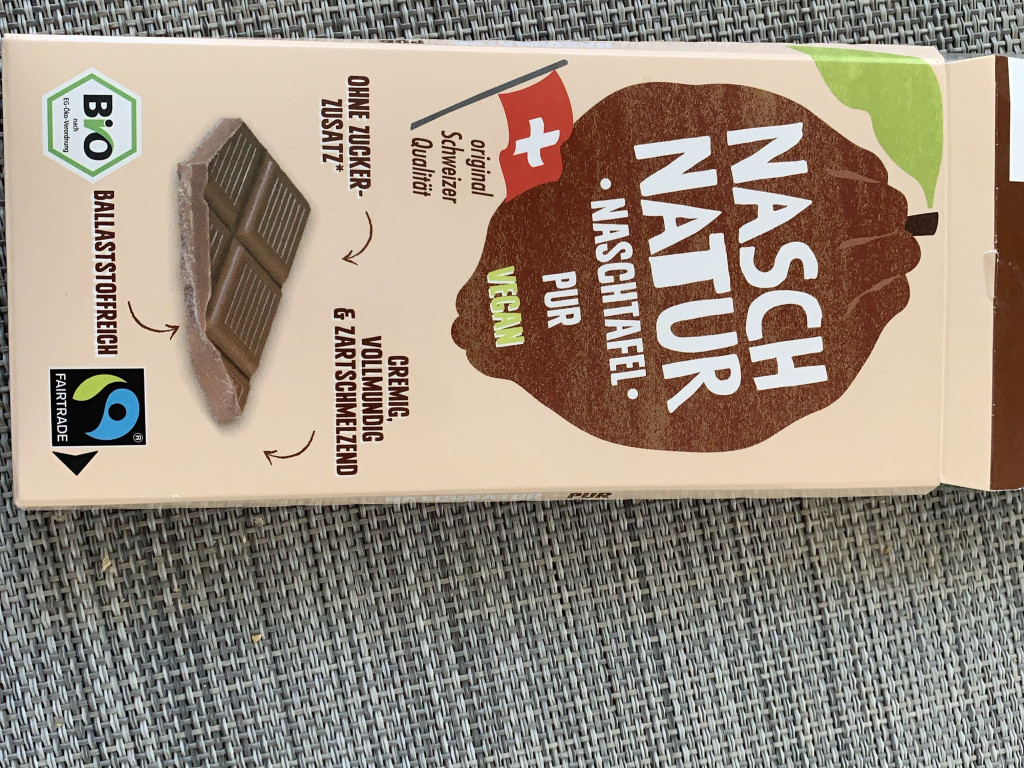 NASCH
NATUR
• NASCHTAFEL •
PUR
VEGAN
original
Schweizer
Qualität
OHNE ZUCKER-
ZUSATZ*
CREMIG,
VOLLMUNDIG
& ZARTSCHMELZEND
BALLASTSTOFFREICH
Bio
nach
EG-Öko-Verordnung
FAIRTRADE
®
NASCHNATUR PUR